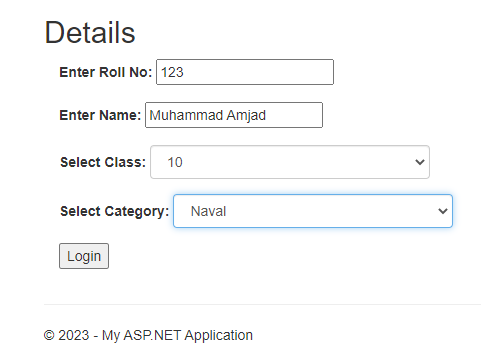 Details
Enter Roll No: 123
Enter Name: Muhammad Amjad
Select Class: 10
Select Category: Naval
Login
© 2023 - My ASP.NET Application